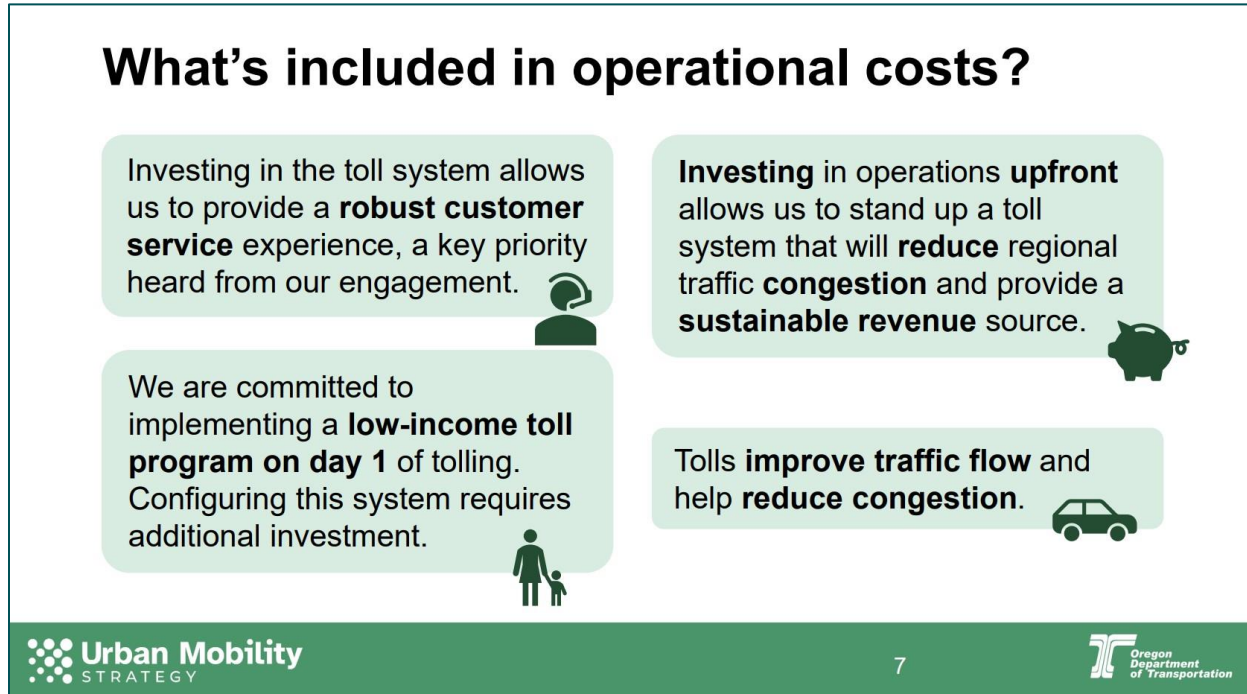 What’s included in operational costs?
Investing in the toll system allows
us to provide a robust customer
service experience, a key priority
heard from our engagement.
We are committed to
implementing a low-income toll
program on day 1 of tolling.
Configuring this system requires
additional investment.
Investing in operations upfront
allows us to stand up a toll
system that will reduce regional
traffic congestion and provide a
sustainable revenue source.
Tolls improve traffic flow and
help reduce congestion.
Urban Mobility
STRATEGY
7
Oregon
Department
of Transportation